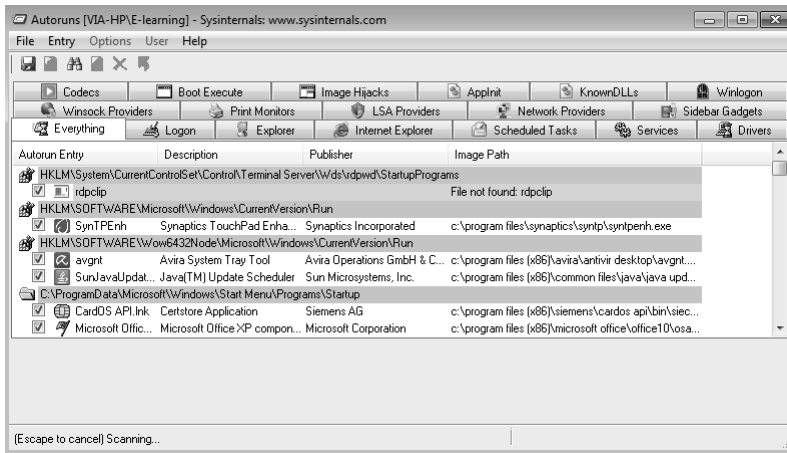 Autoruns [VIA-HP\E-learning] - Sysinternals: www.sysinternals.com
File Entry Options User Help
Codecs Boot Execute Image Hijacks AppInit KnownDLLs Winlogon
Winsock Providers Print Monitors LSA Providers Network Providers Sidebar Gadgets
Everything Logon Explorer Internet Explorer Scheduled Tasks Services Drivers
Autorun Entry Description Publisher Image Path
HKLM\System\CurrentControlSet\Control\Terminal Server\Wds\rdpwd\StartupPrograms
rdpclip File not found: rdpclip
HKLM\SOFTWARE\Microsoft\Windows\CurrentVersion\Run
SynTPEnh Synaptics TouchPad Enha... Synaptics Incorporated c:\program files\synaptics\syntp\syntpenh.exe
HKLM\SOFTWARE\Wow6432Node\Microsoft\Windows\CurrentVersion\Run
avgnt Avira System Tray Tool Avira Operations GmbH & C... c:\program files (x86)\avira\antivir desktop\avgnt....
SunJavaUpdat... Java(TM) Update Scheduler Sun Microsystems, Inc. c:\program files (x86)\common files\java\java upd...
C:\ProgramData\Microsoft\Windows\Start Menu\Programs\Startup
CardOS API.lnk Certstore Application Siemens AG c:\program files (x86)\siemens\cardos api\bin\siec...
Microsoft Offic... Microsoft Office XP compon... Microsoft Corporation c:\program files (x86)\microsoft office\office10\osa...
(Escape to cancel) Scanning...